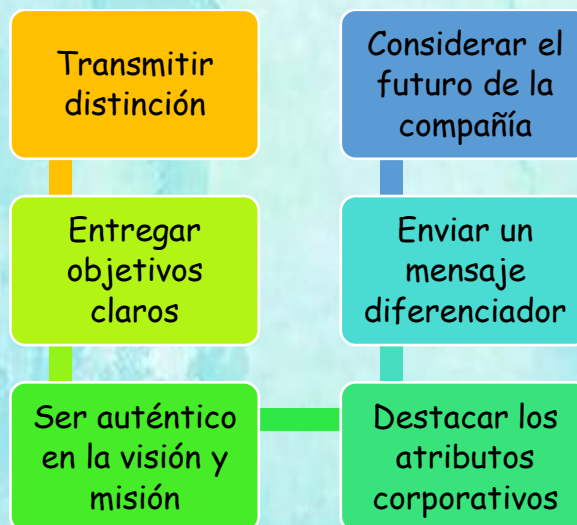 Transmitir
distinción
Entregar
objetivos
claros
Ser auténtico
en la visión y
misión
Destacar los
atributos
corporativos
Enviar un
mensaje
diferenciador
Considerar el
futuro de la
compañía